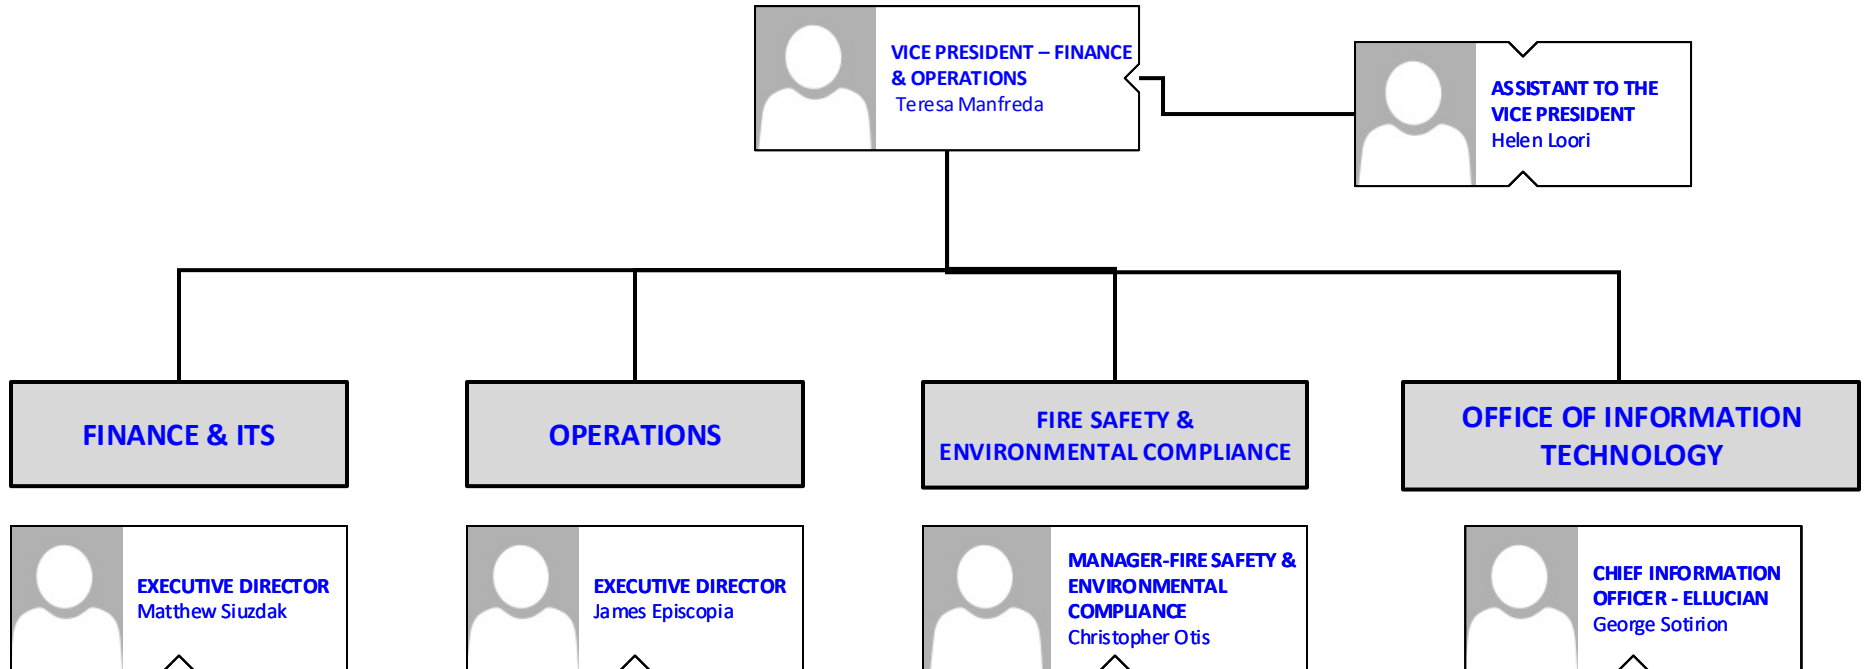 VICE PRESIDENT – FINANCE
& OPERATIONS
Teresa Manfreda
ASSISTANT TO THE
VICE PRESIDENT
Helen Loori
FINANCE & ITS
OPERATIONS
FIRE SAFETY &
ENVIRONMENTAL COMPLIANCE
OFFICE OF INFORMATION
TECHNOLOGY
EXECUTIVE DIRECTOR
Matthew Siuzdak
EXECUTIVE DIRECTOR
James Episcopia
MANAGER-FIRE SAFETY &
ENVIRONMENTAL
COMPLIANCE
Christopher Otis
CHIEF INFORMATION
OFFICER - ELLUCIAN
George Sotirion